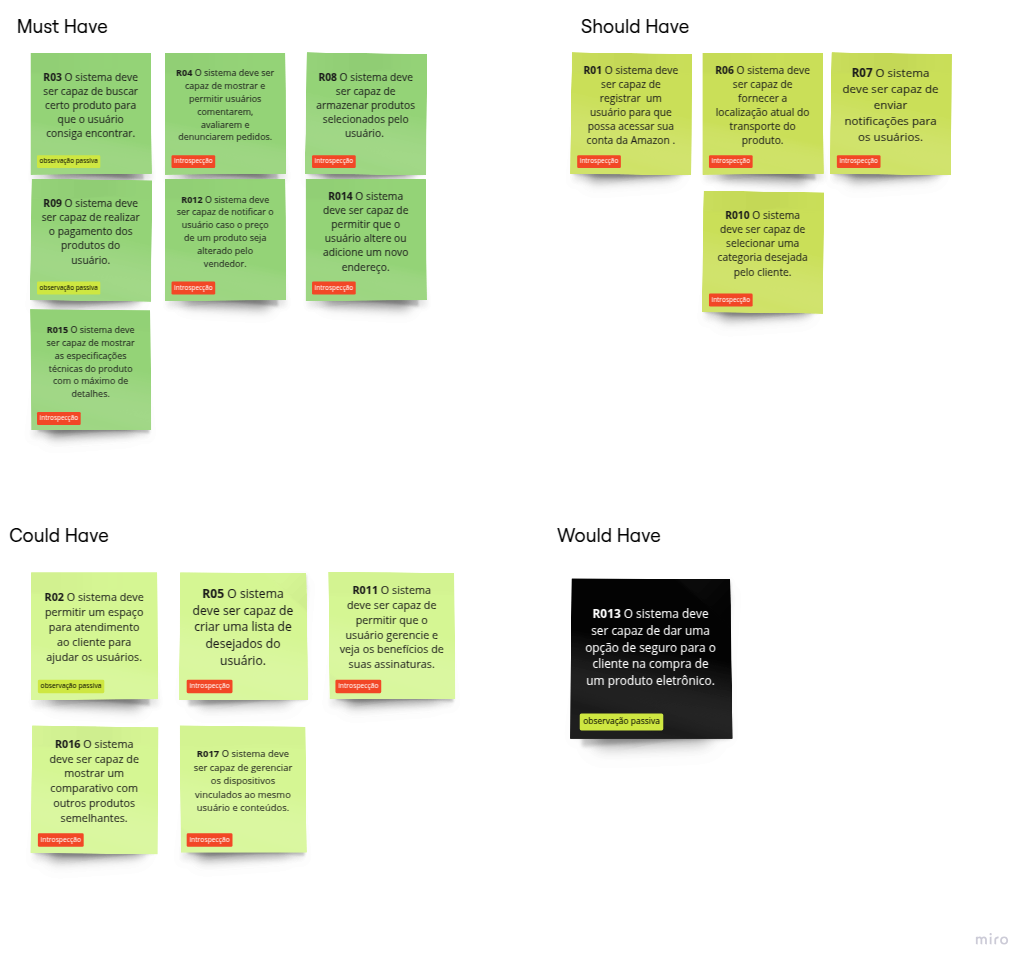 Must Have
R03 O sistema deve
ser capaz de buscar
certo produto para
que o usuário
consiga encontrar.
observação passiva
R04 O sistema deve ser
capaz de mostrar e
permitir usuários
comentarem,
avaliarem e
denunciarem pedidos.
introspecção
R08 O sistema deve
ser capaz de
armazenar produtos
selecionados pelo
usuário.
introspecção
R09 O sistema deve
ser capaz de realizar
o pagamento dos
produtos do
usuário.
observação passiva
R012 O sistema deve
ser capaz de notificar o
usuário caso o preço
de um produto seja
alterado pelo
vendedor.
introspecção
R014 O sistema
deve ser capaz de
permitir que o
usuário altere ou
adicione um novo
endereço.
introspecção
R015 O sistema deve
ser capaz de mostrar
as especificações
técnicas do produto
com o máximo de
detalhes.
introspecção
Should Have
R01 O sistema deve
ser capaz de
registrar um
usuário para que
possa acessar sua
conta da Amazon .
introspecção
R06 O sistema deve
ser capaz de
fornecer a
localização atual do
transporte do
produto.
introspecção
R07 O sistema
deve ser capaz de
enviar
notificações para
os usuários.
introspecção
R010 O sistema
deve ser capaz de
selecionar uma
categoria desejada
pelo cliente.
introspecção
Could Have
R02 O sistema deve
permitir um espaço
para atendimento
ao cliente para
ajudar os usuários.
observação passiva
R05 O sistema
deve ser capaz de
criar uma lista de
desejados do
usuário.
introspecção
R011 O sistema
deve ser capaz de
permitir que o
usuário gerencie e
veja os benefícios de
suas assinaturas.
introspecção
R016 O sistema
deve ser capaz de
mostrar um
comparativo com
outros produtos
semelhantes.
introspecção
R017 O sistema deve
ser capaz de gerenciar
os dispositivos
vinculados ao mesmo
usuário e conteúdos.
introspecção
Would Have
R013 O sistema deve
ser capaz de dar uma
opção de seguro para o
cliente na compra de
um produto eletrônico.
observação passiva
miro